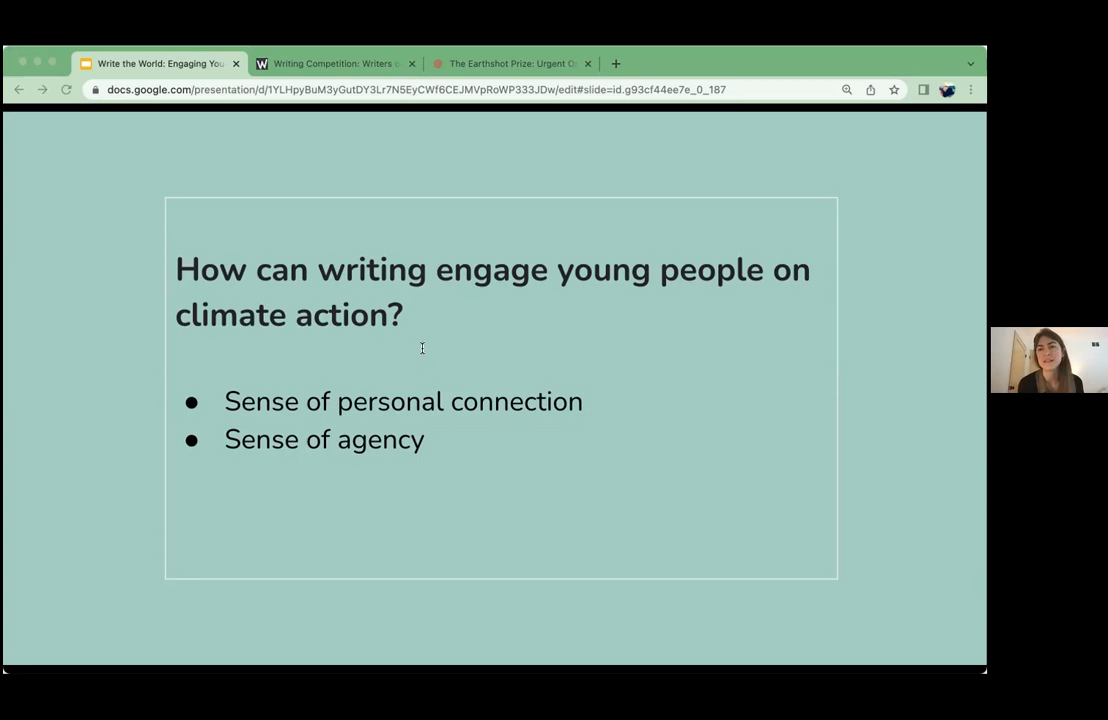 Write the World: Engaging You
Writing Competition: Writers o
The Earthshot Prize: Urgent O
docs.google.com/presentation/d/1YLHpyBuM3yGutDY3Lr7N5EyCWf6CEJMVpRoWP333JDw/edit#slide=id.g93cf44ee7e_0_187
How can writing engage young people on
climate action?
● Sense of personal connection
● Sense of agency